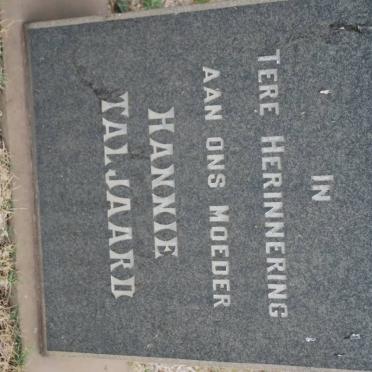 IN
TERE HERINNERING
AAN ONS MOEDER
HANNIE
TALJAARD